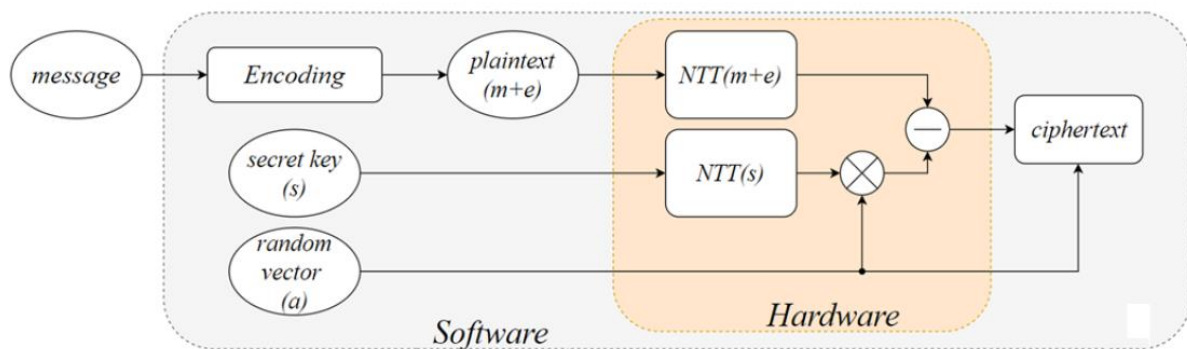 message
Encoding
plaintext
(m+e)
NTT(m+e)
ciphertext
secret key
(s)
NTT(s)
random
vector
(a)
Software
Hardware